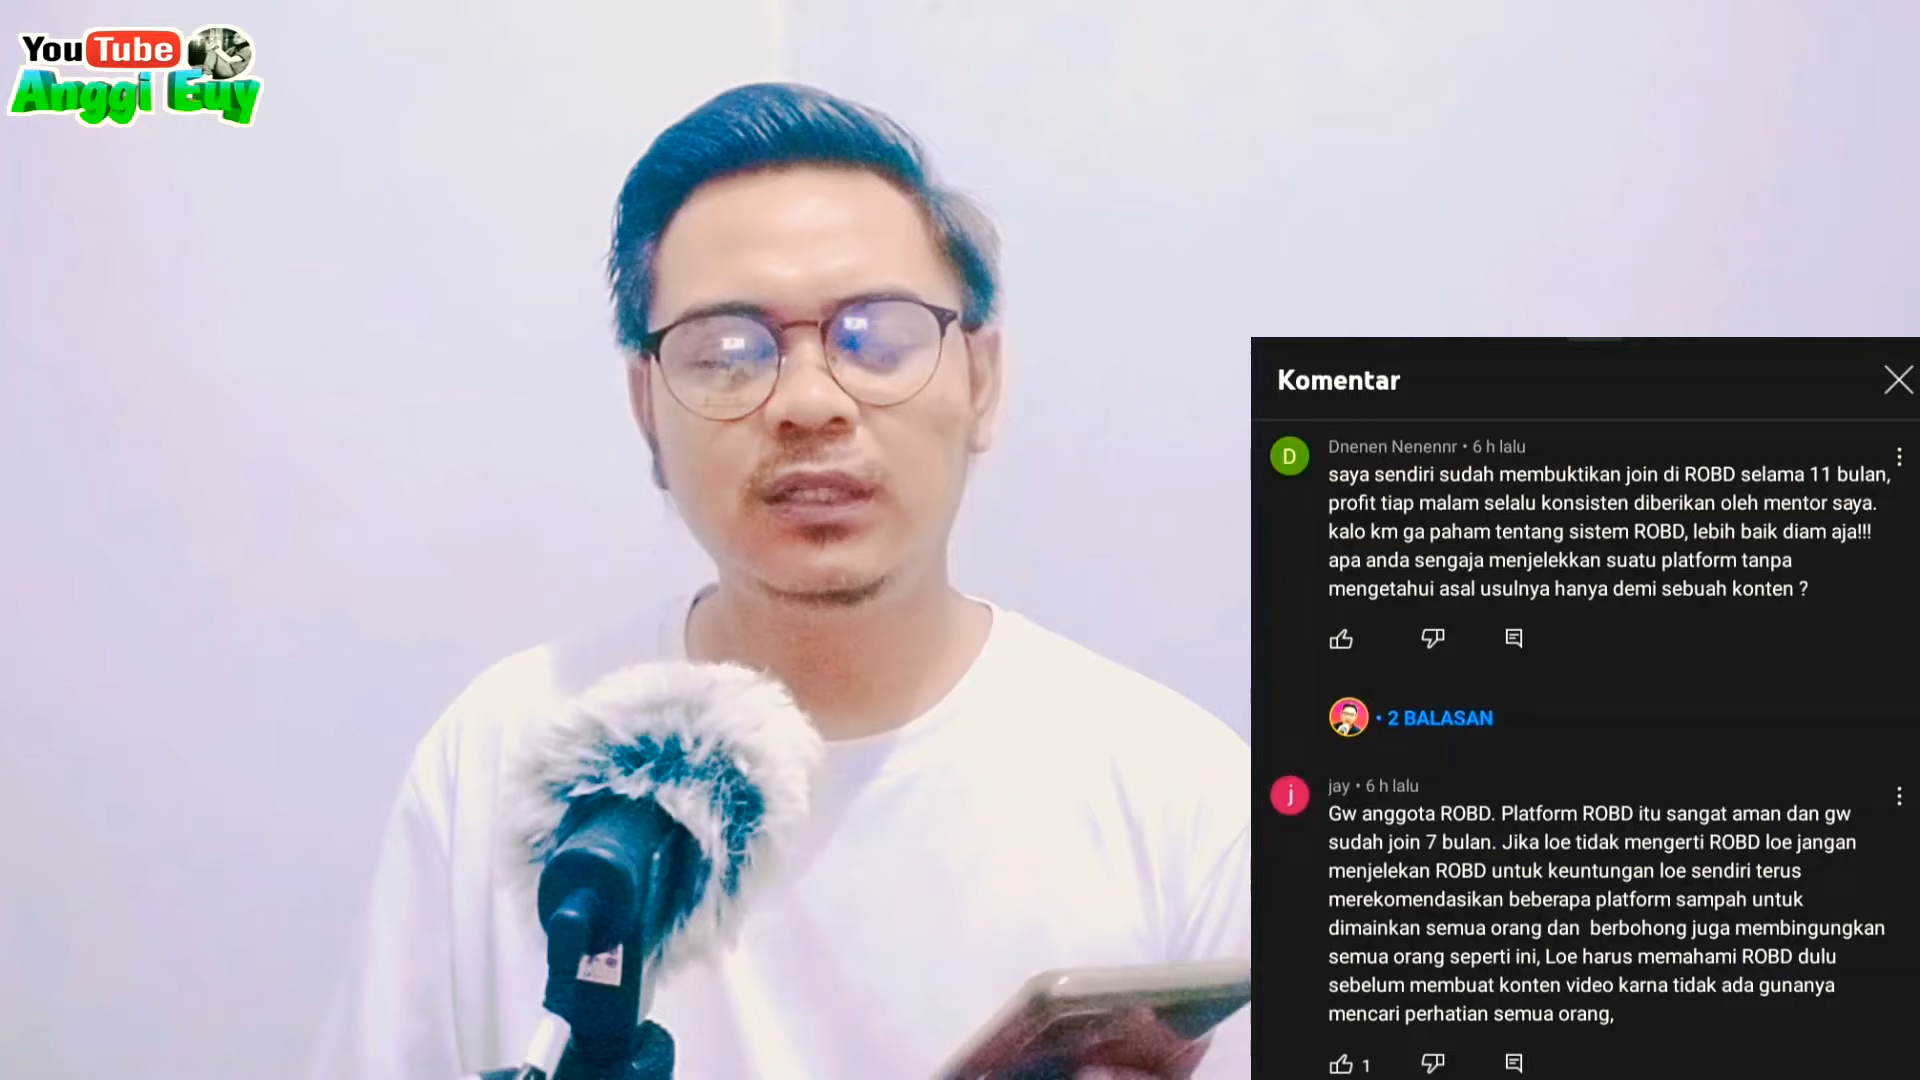 YouTube
Anggi Euy
Komentar
D
Dnenen Nenennr • 6 h lalu
saya sendiri sudah membuktikan join di ROBD selama 11 bulan,
profit tiap malam selalu konsisten diberikan oleh mentor saya.
kalo km ga paham tentang sistem ROBD, lebih baik diam aja!!!
apa anda sengaja menjelekkan suatu platform tanpa
mengetahui asal usulnya hanya demi sebuah konten ?
• 2 BALASAN
j
jay • 6 h lalu
Gw anggota ROBD. Platform ROBD itu sangat aman dan gw
sudah join 7 bulan. Jika loe tidak mengerti ROBD loe jangan
menjelekan ROBD untuk keuntungan loe sendiri terus
merekomendasikan beberapa platform sampah untuk
dimainkan semua orang dan  berbohong juga membingungkan
semua orang seperti ini, Loe harus memahami ROBD dulu
sebelum membuat konten video karna tidak ada gunanya
mencari perhatian semua orang,
1